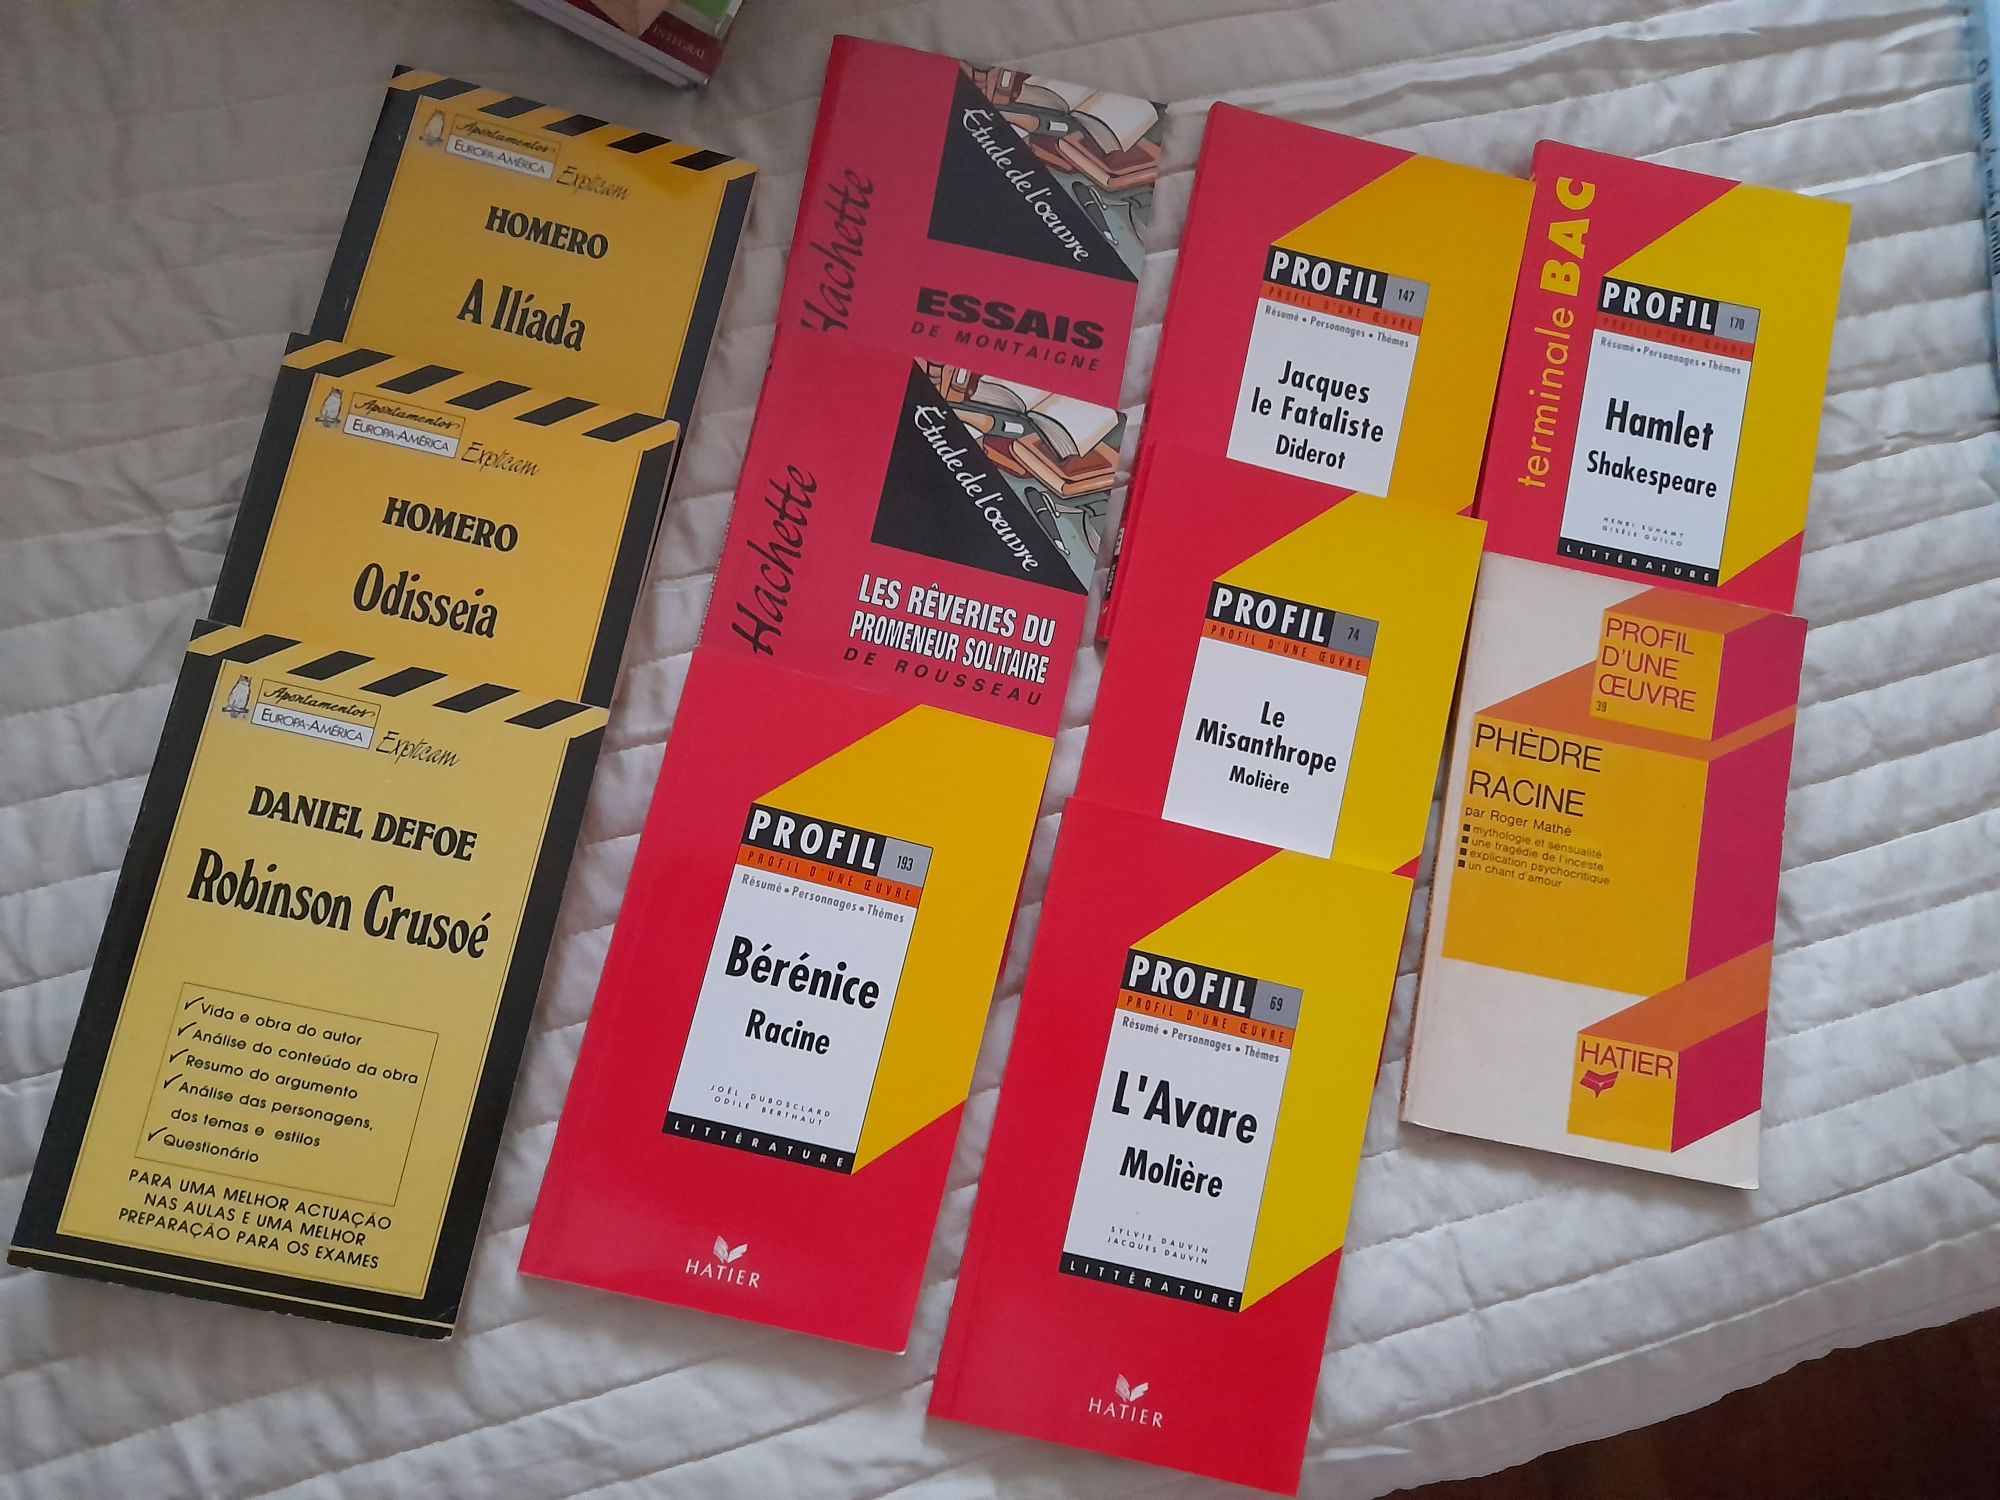 INTEGRAL
Apontamentos
EUROPA-AMÉRICA
Explicam
HOMERO
A Ilíada
Apontamentos
EUROPA-AMÉRICA
Explicam
HOMERO
Odisseia
Apontamentos
EUROPA-AMÉRICA
Explicam
DANIEL DEFOE
Robinson Crusoé
Vida e obra do autor
Análise do conteúdo da obra
Resumo do argumento
Análise das personagens,
dos temas e estilos
Questionário
PARA UMA MELHOR ACTUAÇÃO
NAS AULAS E UMA MELHOR
PREPARAÇÃO PARA OS EXAMES
Hachette
Étude de l'œuvre
ESSAIS
DE MONTAIGNE
Hachette
Étude de l'œuvre
LES RÊVERIES DU
PROMENEUR SOLITAIRE
DE ROUSSEAU
PROFIL 193
PROFIL D'UNE ŒUVRE
Résumé • Personnages • Thèmes
Bérénice
Racine
JOËL DUBOSCLARD
ODILE BERTHAUT
LITTÉRATURE
HATIER
PROFIL 147
PROFIL D'UNE ŒUVRE
Résumé • Personnages • Thèmes
Jacques
le Fataliste
Diderot
PROFIL 74
PROFIL D'UNE ŒUVRE
Le
Misanthrope
Molière
PROFIL 69
PROFIL D'UNE ŒUVRE
Résumé • Personnages • Thèmes
L'Avare
Molière
SYLVIE DAUVIN
JACQUES DAUVIN
LITTÉRATURE
HATIER
terminale BAC
PROFIL 170
PROFIL D'UNE ŒUVRE
Résumé • Personnages • Thèmes
Hamlet
Shakespeare
HENRI SUHAMY
GISÈLE GUILLO
LITTÉRATURE
PROFIL
D'UNE
ŒUVRE
39
PHÈDRE
RACINE
par Roger Mathé
■ mythologie et sensualité
■ une tragédie de l'inceste
■ explication psychocritique
■ un chant d'amour
HATIER